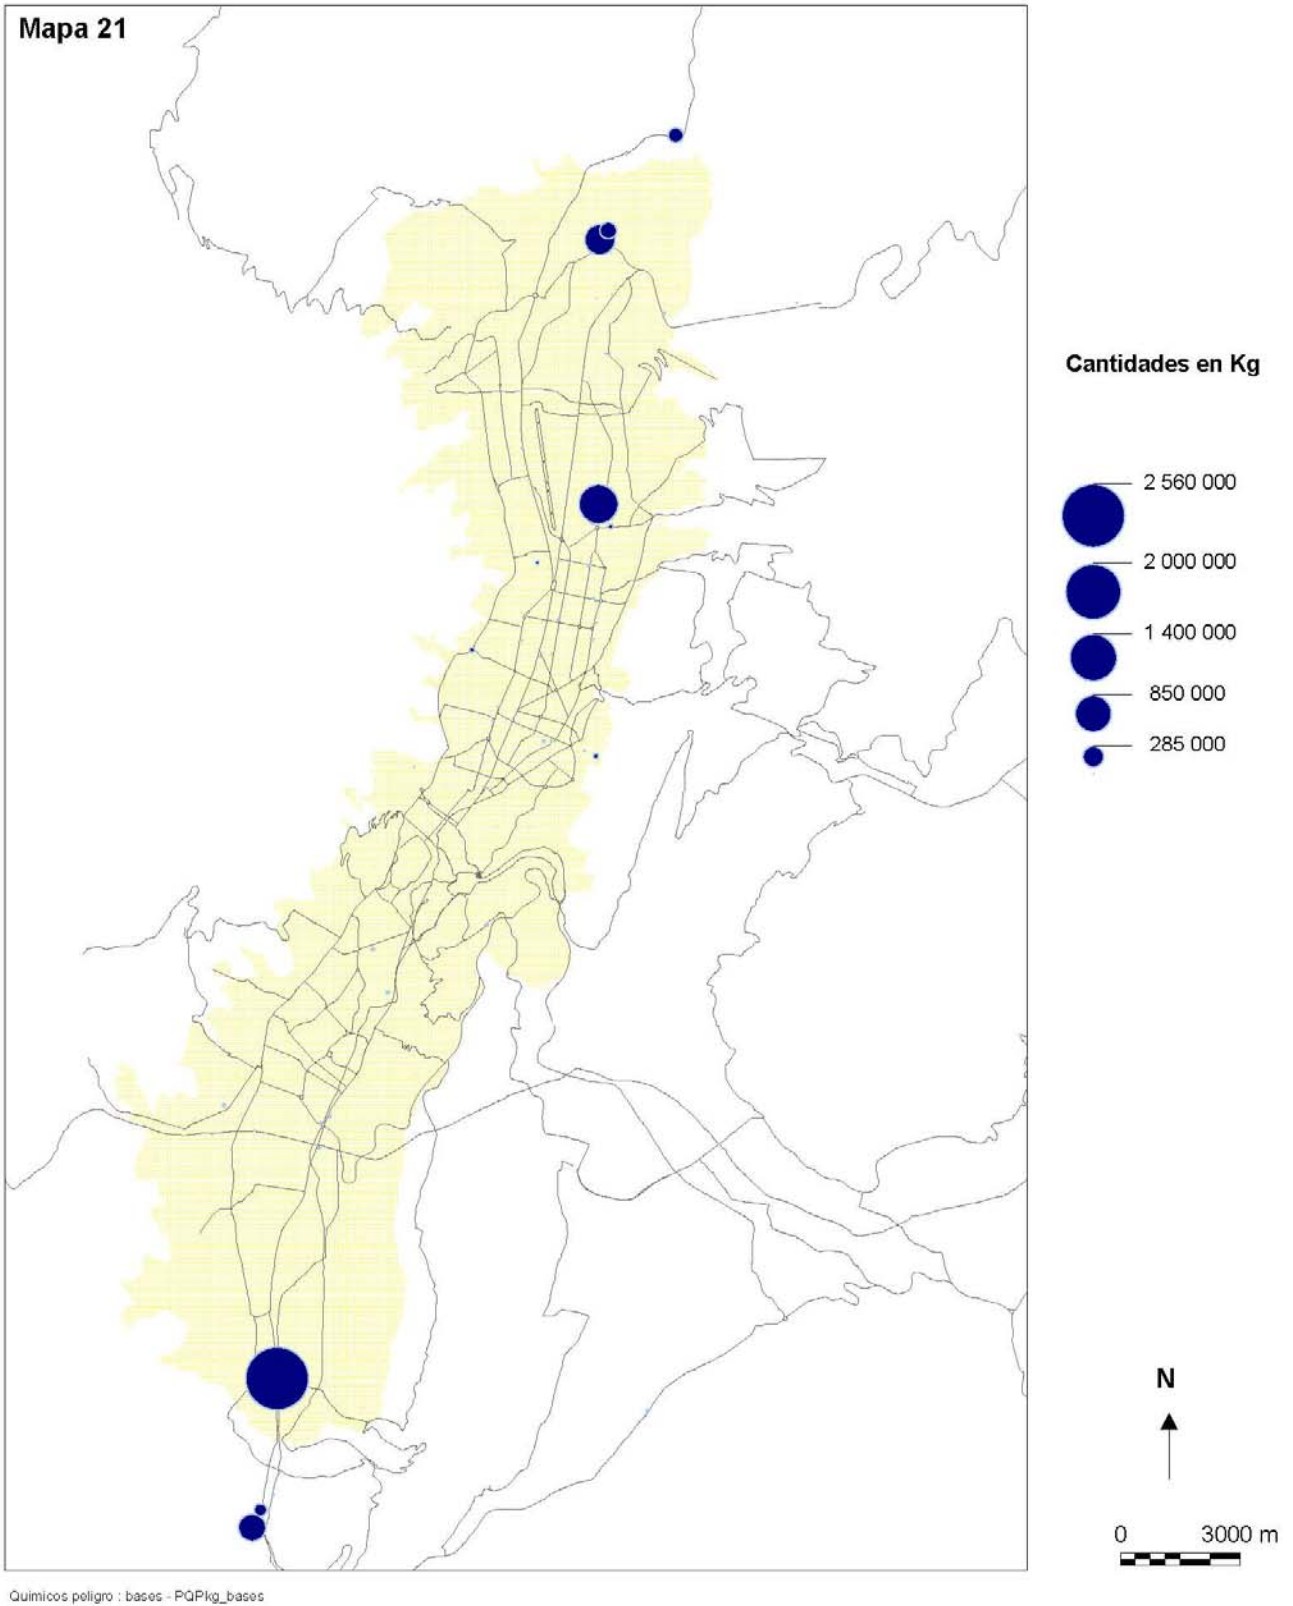 Mapa 21
Cantidades en Kg
2 560 000
2 000 000
1 400 000
850 000
285 000
N
0 3000 m
Quimicos peligro : bases - PQPkg_bases